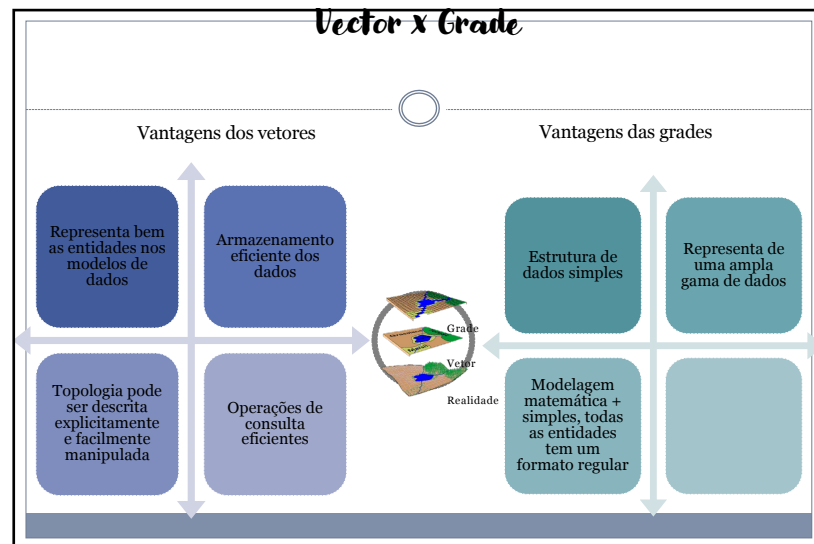 Vector x Grade
Vantagens dos vetores
Representa bem
as entidades nos
modelos de
dados
Armazenamento
eficiente dos
dados
Topologia pode
ser descrita
explicitamente
e facilmente
manipulada
Operações de
consulta
eficientes
Grade
Vetor
Realidade
Vantagens das grades
Estrutura de
dados simples
Representa de
uma ampla
gama de dados
Modelagem
matemática +
simples, todas
as entidades
tem um
formato regular